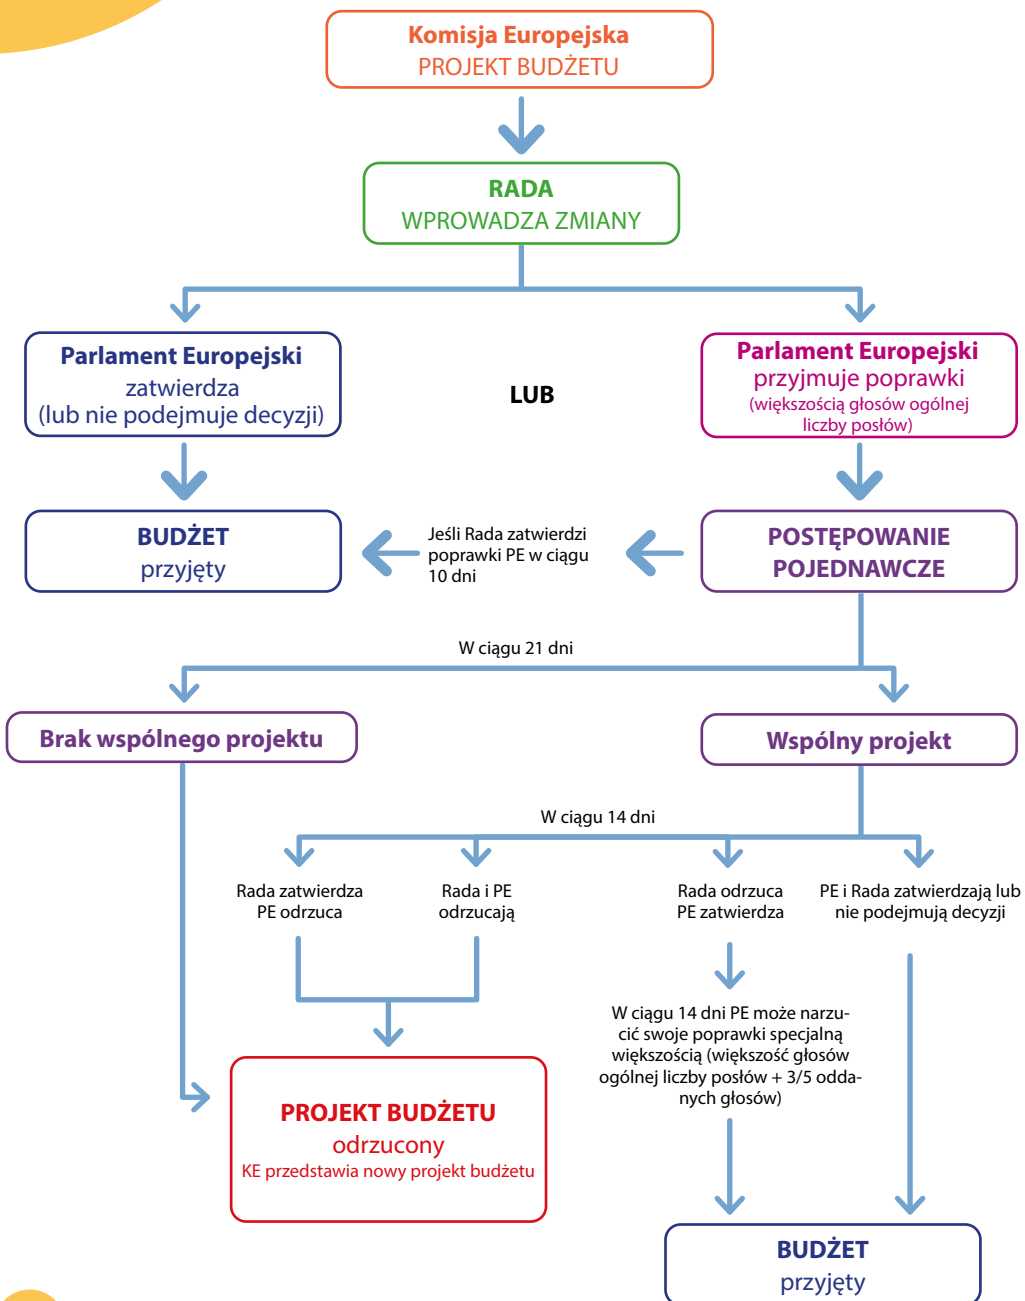 Komisja Europejska
PROJEKT BUDŻETU
RADA
WPROWADZA ZMIANY
Parlament Europejski
zatwierdza
(lub nie podejmuje decyzji)
LUB
Parlament Europejski
przyjmuje poprawki
(większością głosów ogólnej
liczby posłów)
BUDŻET
przyjęty
Jeśli Rada zatwierdzi
poprawki PE w ciągu
10 dni
POSTĘPOWANIE
POJEDNAWCZE
W ciągu 21 dni
Brak wspólnego projektu
Wspólny projekt
W ciągu 14 dni
Rada zatwierdza
PE odrzuca
Rada i PE
odrzucają
Rada odrzuca
PE zatwierdza
PE i Rada zatwierdzają lub
nie podejmują decyzji
W ciągu 14 dni PE może narzu-
cić swoje poprawki specjalną
większością (większość głosów
ogólnej liczby posłów + 3/5 odda-
nych głosów)
PROJEKT BUDŻETU
odrzucony
KE przedstawia nowy projekt budżetu
BUDŻET
przyjęty